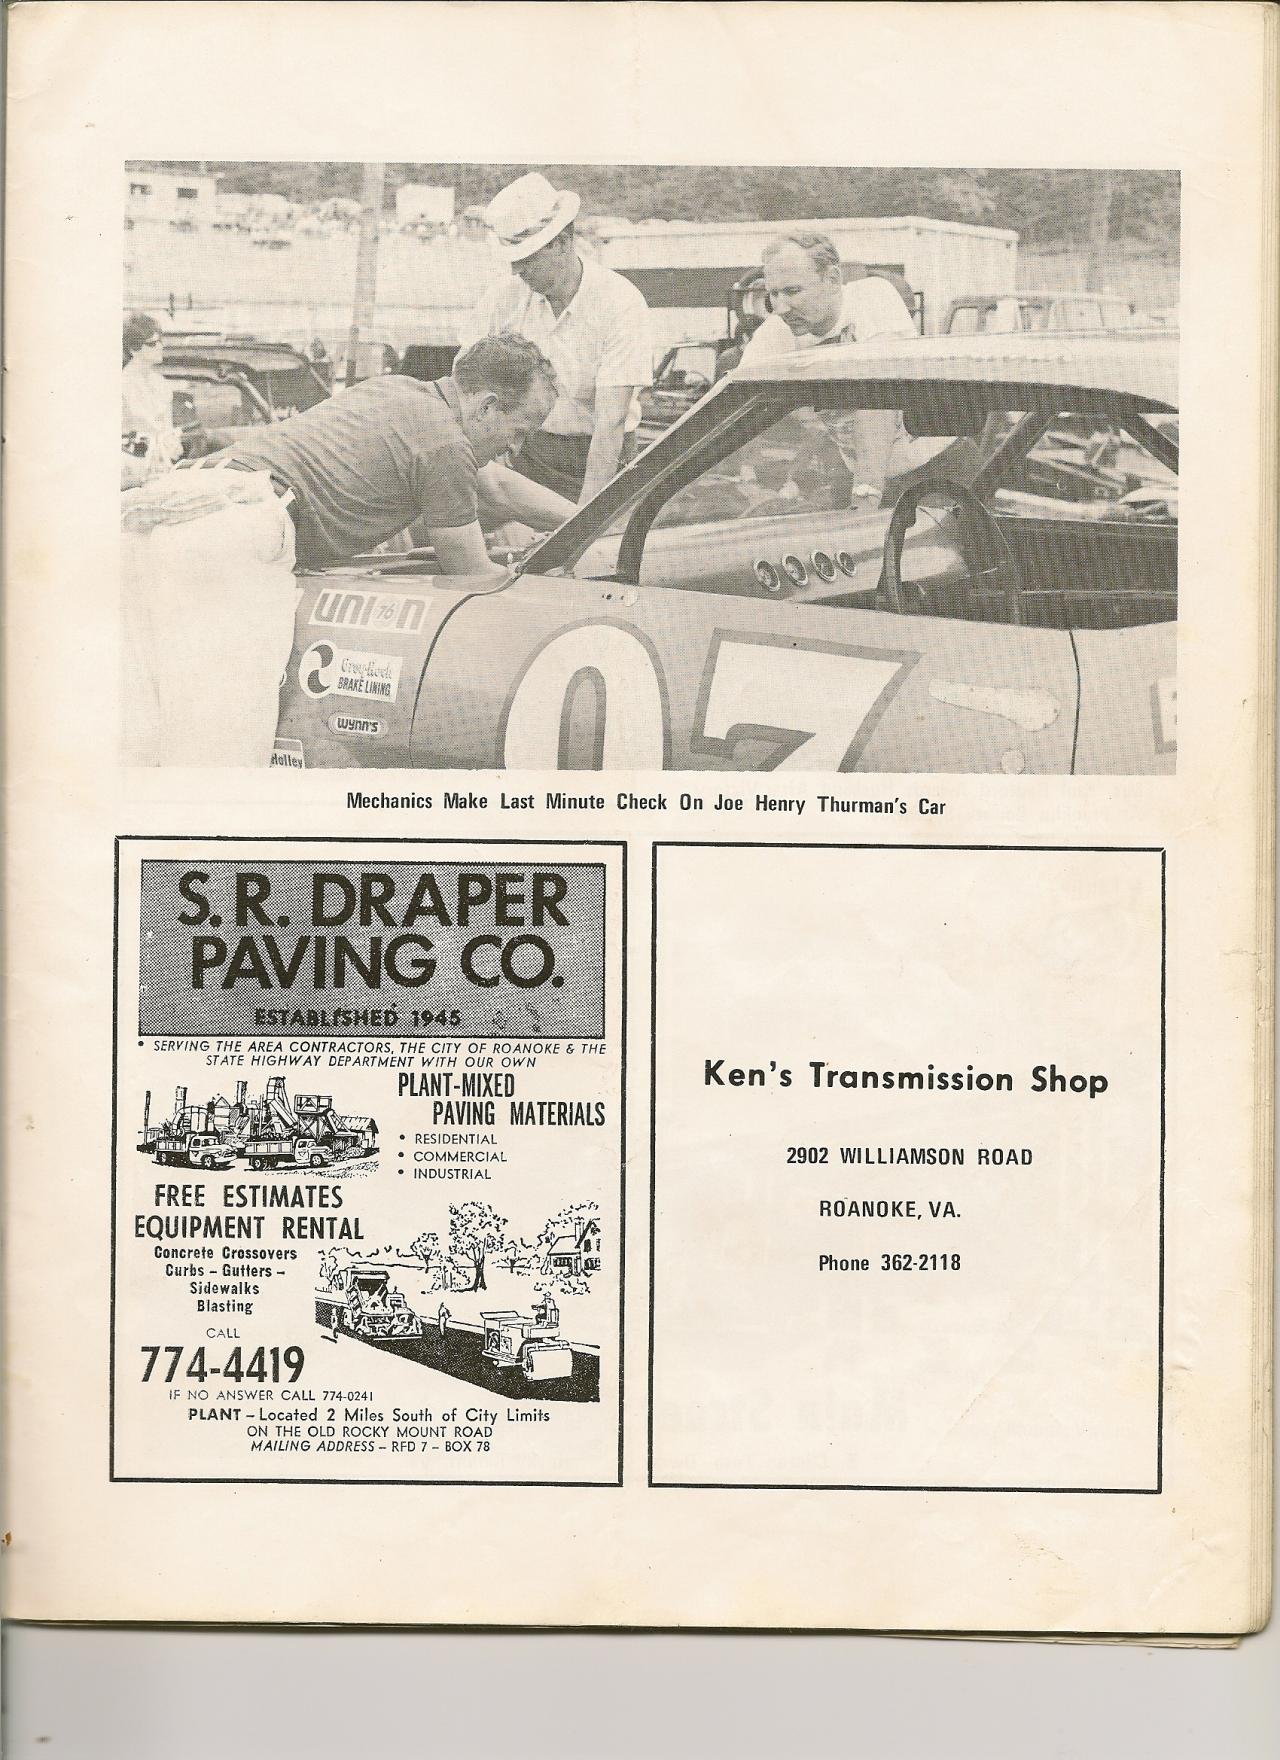 UNION 76
Grey-Rock
BRAKE LINING
WYNN'S
Holley
07
Mechanics Make Last Minute Check On Joe Henry Thurman's Car
S.R. DRAPER
PAVING CO.
ESTABLISHED 1945
• SERVING THE AREA CONTRACTORS, THE CITY OF ROANOKE & THE
STATE HIGHWAY DEPARTMENT WITH OUR OWN
PLANT-MIXED
PAVING MATERIALS
• RESIDENTIAL
• COMMERCIAL
• INDUSTRIAL
FREE ESTIMATES
EQUIPMENT RENTAL
Concrete Crossovers
Curbs – Gutters –
Sidewalks
Blasting
CALL
774-4419
IF NO ANSWER CALL 774-0241
PLANT – Located 2 Miles South of City Limits
ON THE OLD ROCKY MOUNT ROAD
MAILING ADDRESS – RFD 7 – BOX 78
Ken's Transmission Shop
2902 WILLIAMSON ROAD
ROANOKE, VA.
Phone 362-2118